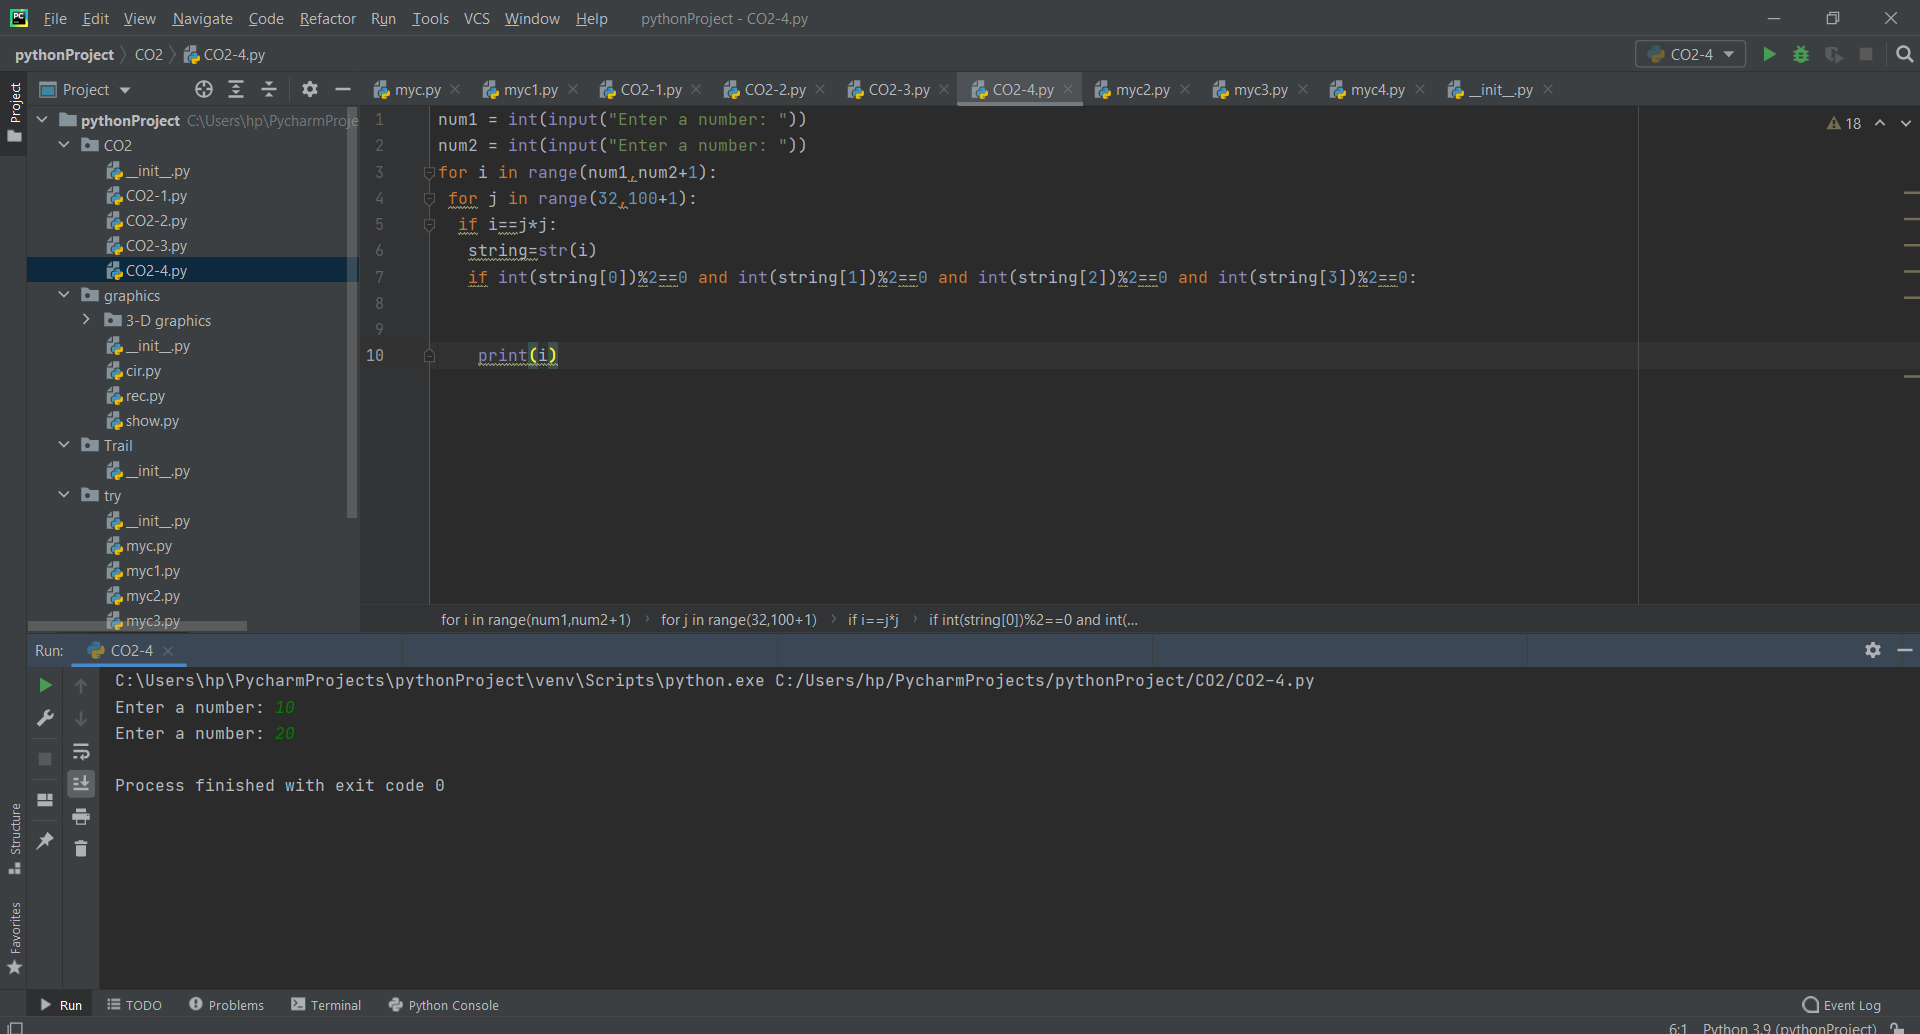 File Edit View Navigate Code Refactor Run Tools VCS Window Help pythonProject - CO2-4.py
pythonProject CO2 CO2-4.py
CO2-4
Project
Project
myc.py myc1.py CO2-1.py CO2-2.py CO2-3.py CO2-4.py myc2.py myc3.py myc4.py __init__.py
pythonProject C:\Users\hp\PycharmProje
CO2
__init__.py
CO2-1.py
CO2-2.py
CO2-3.py
CO2-4.py
graphics
3-D graphics
__init__.py
cir.py
rec.py
show.py
Trail
__init__.py
try
__init__.py
myc.py
myc1.py
myc2.py
myc3.py
18
1 num1 = int(input("Enter a number: "))
2 num2 = int(input("Enter a number: "))
3 for i in range(num1,num2+1):
4 for j in range(32,100+1):
5 if i==j*j:
6 string=str(i)
7 if int(string[0])%2==0 and int(string[1])%2==0 and int(string[2])%2==0 and int(string[3])%2==0:
8
9
10 print(i)
for i in range(num1,num2+1) for j in range(32,100+1) if i==j*j if int(string[0])%2==0 and int(...
Run: CO2-4
C:\Users\hp\PycharmProjects\pythonProject\venv\Scripts\python.exe C:/Users/hp/PycharmProjects/pythonProject/CO2/CO2-4.py
Enter a number: 10
Enter a number: 20
Process finished with exit code 0
Structure
Favorites
Run TODO Problems Terminal Python Console Event Log
6:1 Python 3.9 (pythonProject)